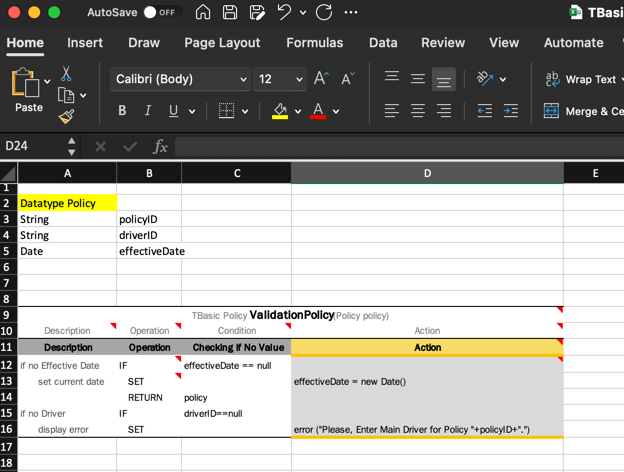 AutoSave OFF TBasi
Home Insert Draw Page Layout Formulas Data Review View Automate
Paste Calibri (Body) 12 A A ab Wrap Text
B I U A Merge & Ce
D24 fx
A B C D E
1
2 Datatype Policy
3 String policyID
4 String driverID
5 Date effectiveDate
6
7
8
9 TBasic Policy ValidationPolicy(Policy policy)
10 Description Operation Condition Action
11 Description Operation Checking If No Value Action
12 if no Effective Date IF effectiveDate == null
13 set current date SET effectiveDate = new Date()
14 RETURN policy
15 if no Driver IF driverID==null
16 display error SET error ("Please, Enter Main Driver for Policy "+policyID+".")
17
18